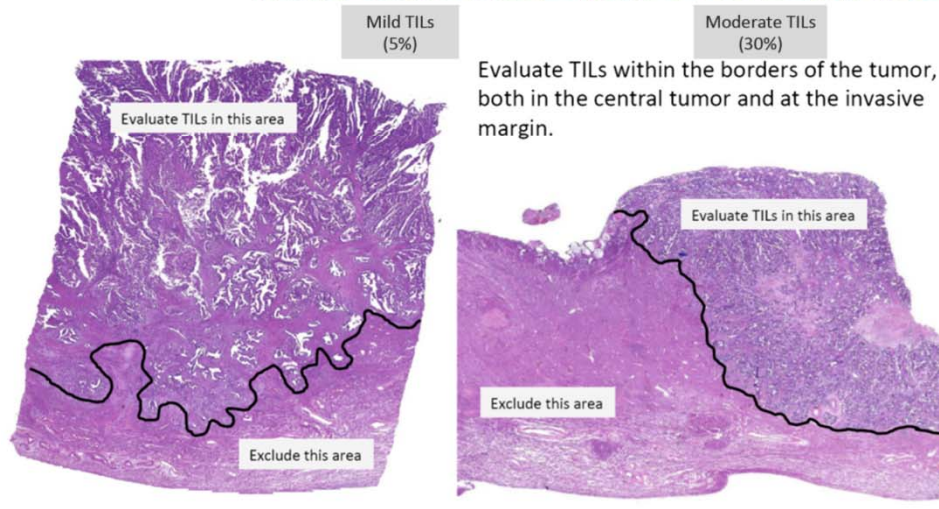 Mild TILs
(5%)
Moderate TILs
(30%)
Evaluate TILs within the borders of the tumor,
both in the central tumor and at the invasive
margin.
Evaluate TILs in this area
Exclude this area
Evaluate TILs in this area
Exclude this area